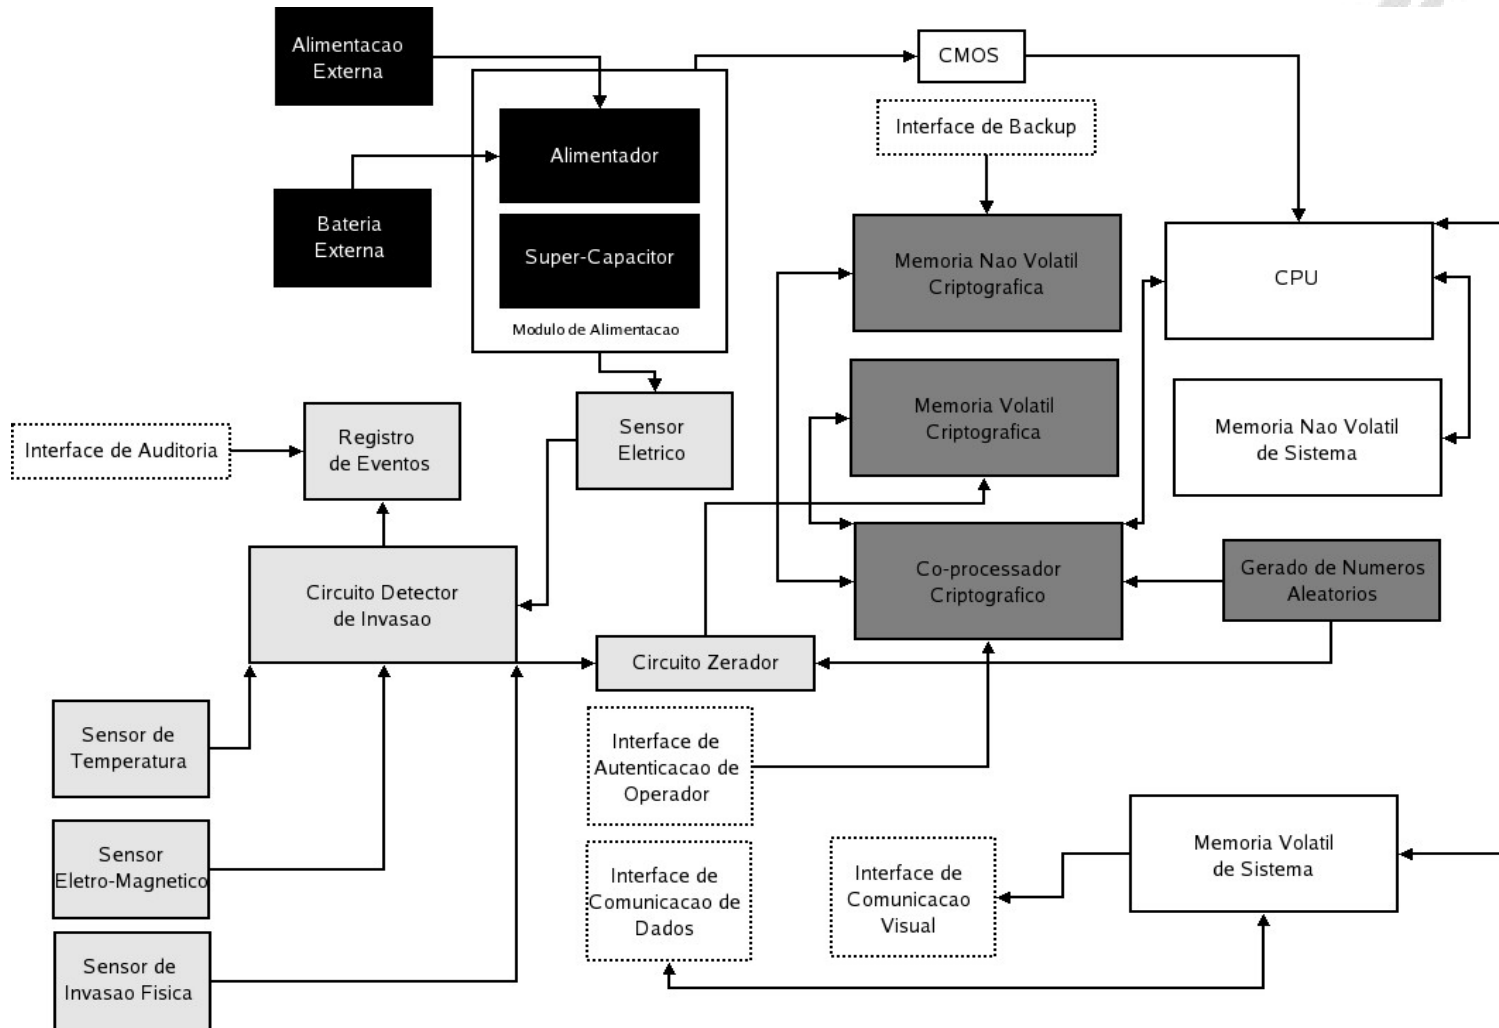 Alimentacao
Externa
CMOS
Interface de Backup
Alimentador
Bateria
Externa
Super-Capacitor
Memoria Nao Volatil
Criptografica
CPU
Modulo de Alimentacao
Memoria Volatil
Criptografica
Memoria Nao Volatil
de Sistema
Sensor
Eletrico
Interface de Auditoria
Registro
de Eventos
Circuito Detector
de Invasao
Co-processador
Criptografico
Gerado de Numeros
Aleatorios
Circuito Zerador
Sensor de
Temperatura
Interface de
Autenticacao de
Operador
Sensor
Eletro-Magnetico
Interface de
Comunicacao de
Dados
Interface de
Comunicacao
Visual
Memoria Volatil
de Sistema
Sensor de
Invasao Fisica